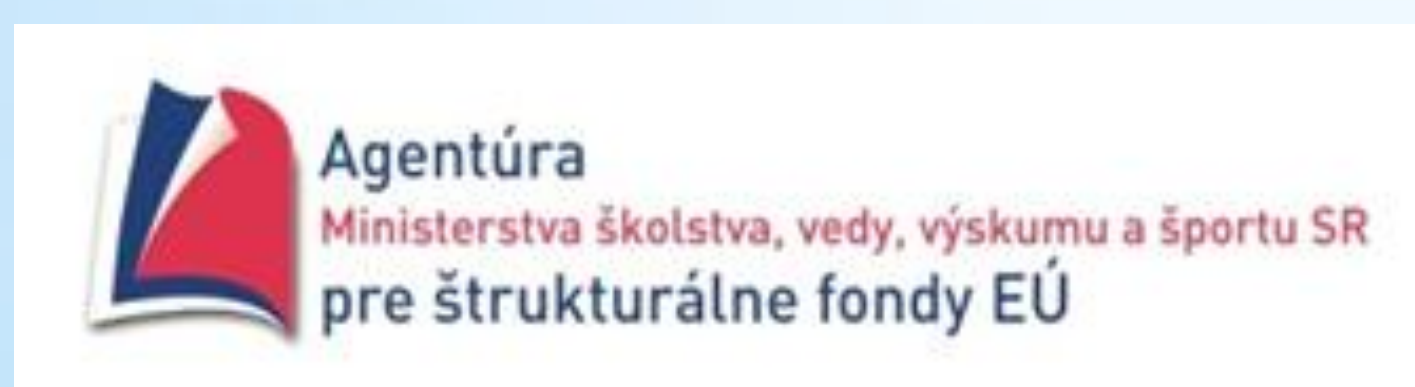 Agentúra
Ministerstva školstva, vedy, výskumu a športu SR
pre štrukturálne fondy EÚ